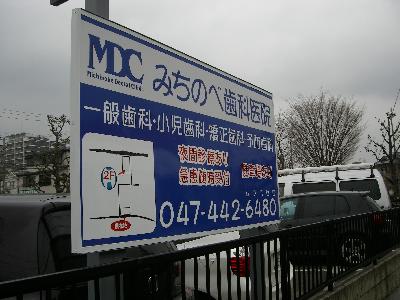 MDC
Michinobe Dental Clinic
みちのべ歯科医院
一般歯科・小児歯科・矯正歯科・予防歯科
夜間診療あり
急患随時受付
2F
047-442-6480